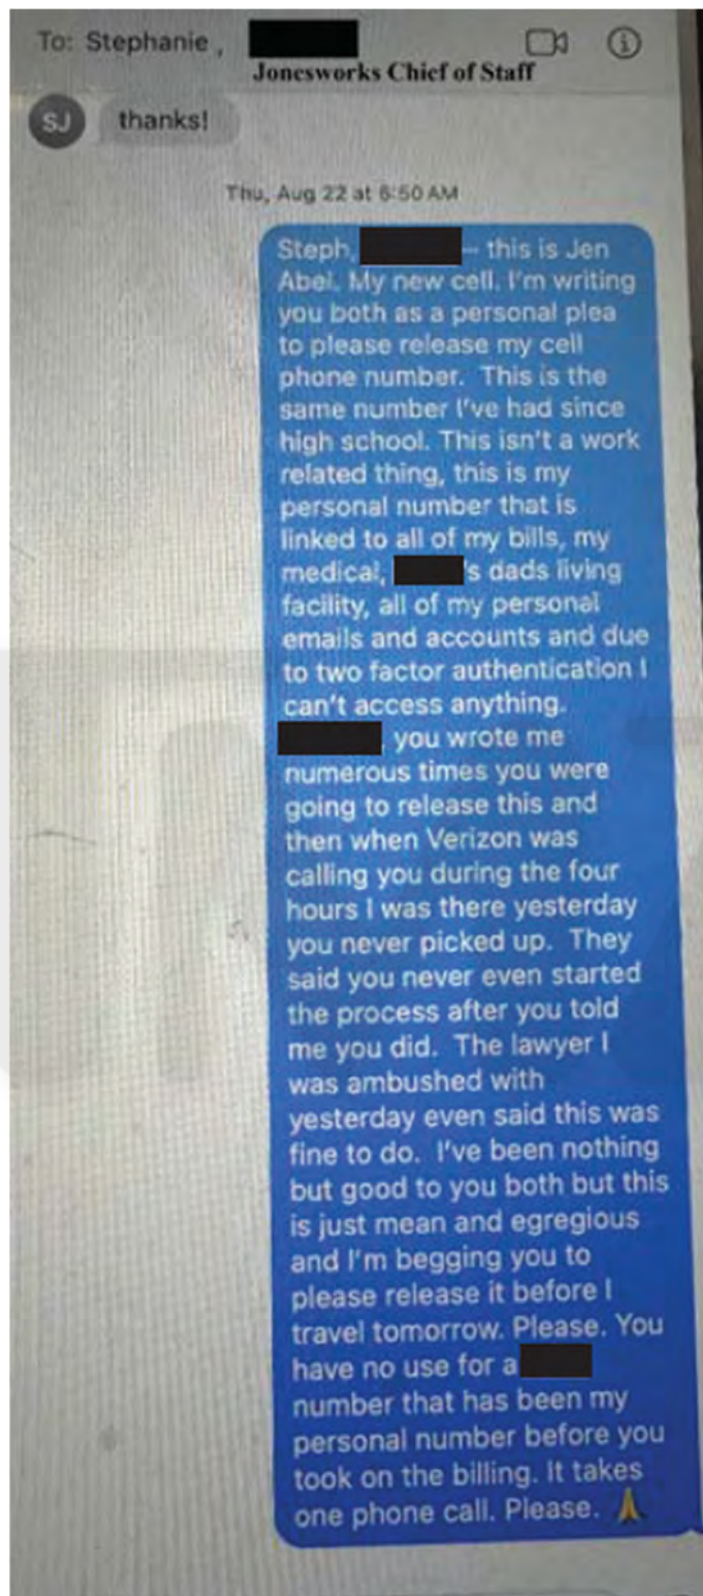 To: Stephanie ,
Jonesworks Chief of Staff
SJ
thanks!
Thu, Aug 22 at 6:50 AM
Steph, – this is Jen
Abel. My new cell. I'm writing
you both as a personal plea
to please release my cell
phone number.  This is the
same number I've had since
high school. This isn't a work
related thing, this is my
personal number that is
linked to all of my bills, my
medical, 's dads living
facility, all of my personal
emails and accounts and due
to two factor authentication I
can't access anything.
, you wrote me
numerous times you were
going to release this and
then when Verizon was
calling you during the four
hours I was there yesterday
you never picked up.  They
said you never even started
the process after you told
me you did.  The lawyer I
was ambushed with
yesterday even said this was
fine to do.  I've been nothing
but good to you both but this
is just mean and egregious
and I'm begging you to
please release it before I
travel tomorrow. Please. You
have no use for a
number that has been my
personal number before you
took on the billing. It takes
one phone call. Please. 🙏